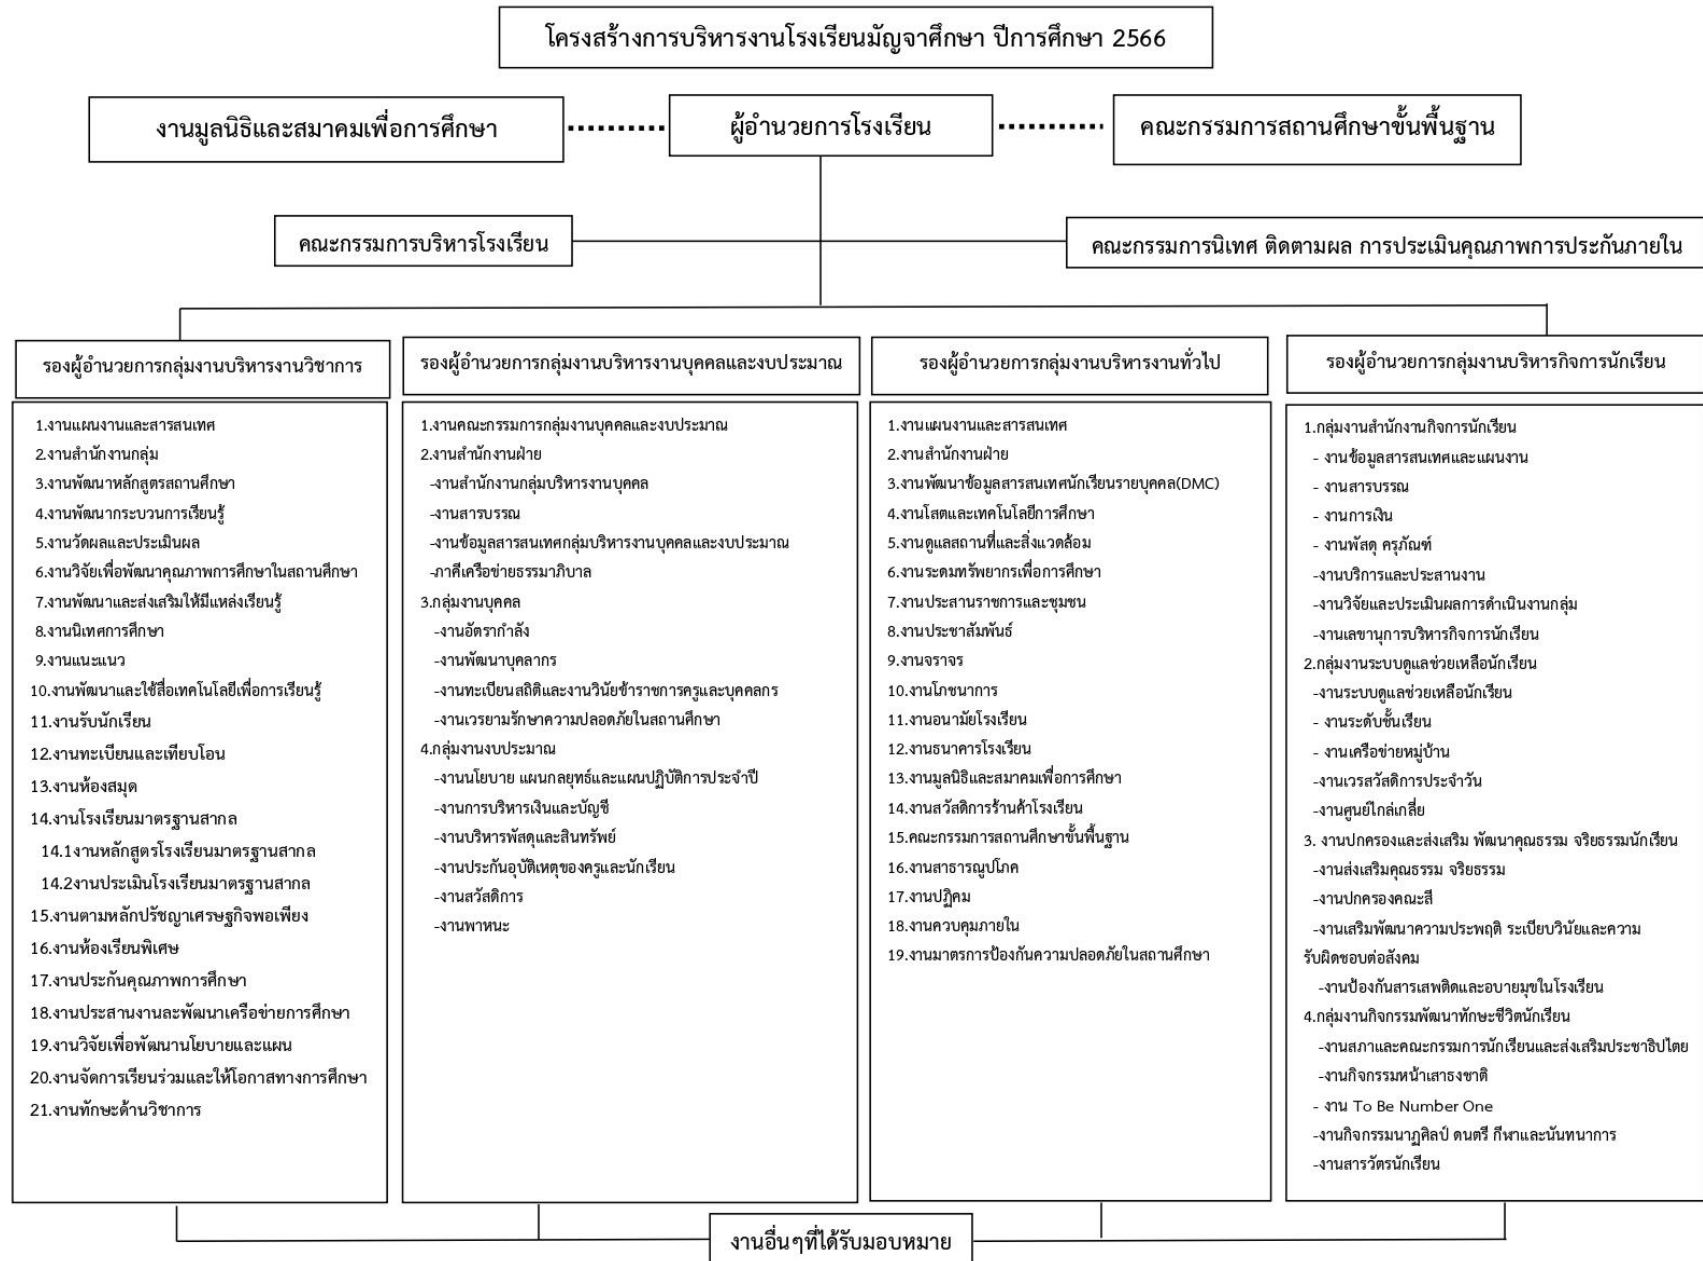 โครงสร้างการบริหารงานโรงเรียนมัญจาศึกษา ปีการศึกษา 2566
งานมูลนิธิและสมาคมเพื่อการศึกษา
ผู้อำนวยการโรงเรียน
คณะกรรมการสถานศึกษาขั้นพื้นฐาน
คณะกรรมการบริหารโรงเรียน
คณะกรรมการนิเทศ ติดตามผล การประเมินคุณภาพการประกันภายใน
รองผู้อำนวยการกลุ่มงานบริหารงานวิชาการ
1.งานแผนงานและสารสนเทศ
2.งานสำนักงานกลุ่ม
3.งานพัฒนาหลักสูตรสถานศึกษา
4.งานพัฒนากระบวนการเรียนรู้
5.งานวัดผลและประเมินผล
6.งานวิจัยเพื่อพัฒนาคุณภาพการศึกษาในสถานศึกษา
7.งานพัฒนาและส่งเสริมให้มีแหล่งเรียนรู้
8.งานนิเทศการศึกษา
9.งานแนะแนว
10.งานพัฒนาและใช้สื่อเทคโนโลยีเพื่อการเรียนรู้
11.งานรับนักเรียน
12.งานทะเบียนและเทียบโอน
13.งานห้องสมุด
14.งานโรงเรียนมาตรฐานสากล
14.1งานหลักสูตรโรงเรียนมาตรฐานสากล
14.2งานประเมินโรงเรียนมาตรฐานสากล
15.งานตามหลักปรัชญาเศรษฐกิจพอเพียง
16.งานห้องเรียนพิเศษ
17.งานประกันคุณภาพการศึกษา
18.งานประสานงานละพัฒนาเครือข่ายการศึกษา
19.งานวิจัยเพื่อพัฒนานโยบายและแผน
20.งานจัดการเรียนร่วมและให้โอกาสทางการศึกษา
21.งานทักษะด้านวิชาการ
รองผู้อำนวยการกลุ่มงานบริหารงานบุคคลและงบประมาณ
1.งานคณะกรรมการกลุ่มงานบุคคลและงบประมาณ
2.งานสำนักงานฝ่าย
-งานสำนักงานกลุ่มบริหารงานบุคคล
-งานสารบรรณ
-งานข้อมูลสารสนเทศกลุ่มบริหารงานบุคคลและงบประมาณ
-ภาคีเครือข่ายธรรมาภิบาล
3.กลุ่มงานบุคคล
-งานอัตรากำลัง
-งานพัฒนาบุคลากร
-งานทะเบียนสถิติและงานวินัยข้าราชการครูและบุคคลกร
-งานเวรยามรักษาความปลอดภัยในสถานศึกษา
4.กลุ่มงานงบประมาณ
-งานนโยบาย แผนกลยุทธ์และแผนปฏิบัติการประจำปี
-งานการบริหารเงินและบัญชี
-งานบริหารพัสดุและสินทรัพย์
-งานประกันอุบัติเหตุของครูและนักเรียน
-งานสวัสดิการ
-งานพาหนะ
รองผู้อำนวยการกลุ่มงานบริหารงานทั่วไป
1.งานแผนงานและสารสนเทศ
2.งานสำนักงานฝ่าย
3.งานพัฒนาข้อมูลสารสนเทศนักเรียนรายบุคคล(DMC)
4.งานโสตและเทคโนโลยีการศึกษา
5.งานดูแลสถานที่และสิ่งแวดล้อม
6.งานระดมทรัพยากรเพื่อการศึกษา
7.งานประสานราชการและชุมชน
8.งานประชาสัมพันธ์
9.งานจราจร
10.งานโภชนาการ
11.งานอนามัยโรงเรียน
12.งานธนาคารโรงเรียน
13.งานมูลนิธิและสมาคมเพื่อการศึกษา
14.งานสวัสดิการร้านค้าโรงเรียน
15.คณะกรรมการสถานศึกษาขั้นพื้นฐาน
16.งานสาธารณูปโภค
17.งานปฏิคม
18.งานควบคุมภายใน
19.งานมาตรการป้องกันความปลอดภัยในสถานศึกษา
รองผู้อำนวยการกลุ่มงานบริหารกิจการนักเรียน
1.กลุ่มงานสำนักงานกิจการนักเรียน
- งานข้อมูลสารสนเทศและแผนงาน
- งานสารบรรณ
- งานการเงิน
- งานพัสดุ ครุภัณฑ์
-งานบริการและประสานงาน
-งานวิจัยและประเมินผลการดำเนินงานกลุ่ม
-งานเลขานุการบริหารกิจการนักเรียน
2.กลุ่มงานระบบดูแลช่วยเหลือนักเรียน
-งานระบบดูแลช่วยเหลือนักเรียน
- งานระดับชั้นเรียน
- งานเครือข่ายหมู่บ้าน
-งานเวรสวัสดิการประจำวัน
-งานศูนย์ไกล่เกลี่ย
3. งานปกครองและส่งเสริม พัฒนาคุณธรรม จริยธรรมนักเรียน
-งานส่งเสริมคุณธรรม จริยธรรม
-งานปกครองคณะสี
-งานเสริมพัฒนาความประพฤติ ระเบียบวินัยและความ
รับผิดชอบต่อสังคม
-งานป้องกันสารเสพติดและอบายมุขในโรงเรียน
4.กลุ่มงานกิจกรรมพัฒนาทักษะชีวิตนักเรียน
-งานสภาและคณะกรรมการนักเรียนและส่งเสริมประชาธิปไตย
-งานกิจกรรมหน้าเสาธงชาติ
- งาน To Be Number One
-งานกิจกรรมนาฏศิลป์ ดนตรี กีฬาและนันทนาการ
-งานสารวัตรนักเรียน
งานอื่นๆที่ได้รับมอบหมาย